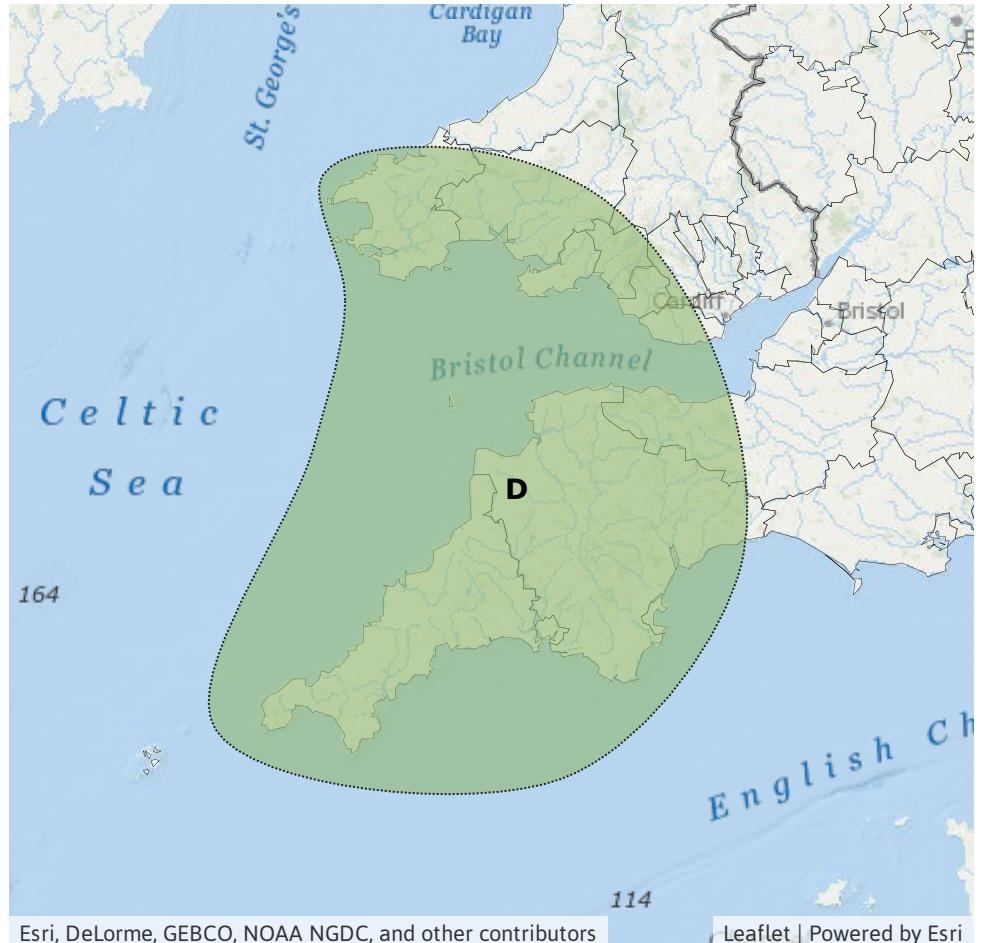 Cardigan
Bay
St. George's
Cardiff
Bristol
Bristol Channel
Celtic
Sea
D
164
English Ch
114
Esri, DeLorme, GEBCO, NOAA NGDC, and other contributors
Leaflet | Powered by Esri